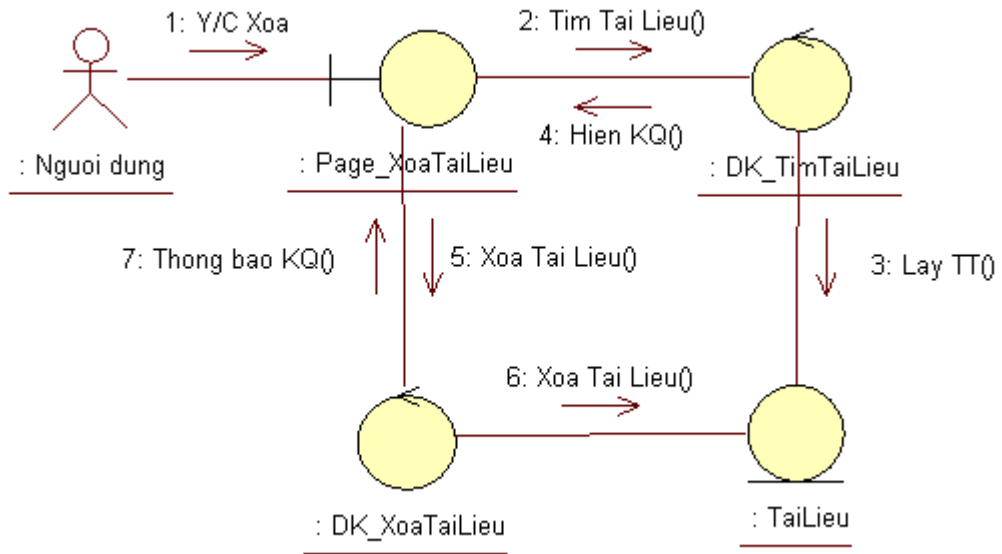 1: Y/C Xoa
2: Tim Tai Lieu()
4: Hien KQ()
: Nguoi dung
: Page_XoaTaiLieu
: DK_TimTaiLieu
7: Thong bao KQ()
5: Xoa Tai Lieu()
3: Lay TT()
6: Xoa Tai Lieu()
: DK_XoaTaiLieu
: TaiLieu